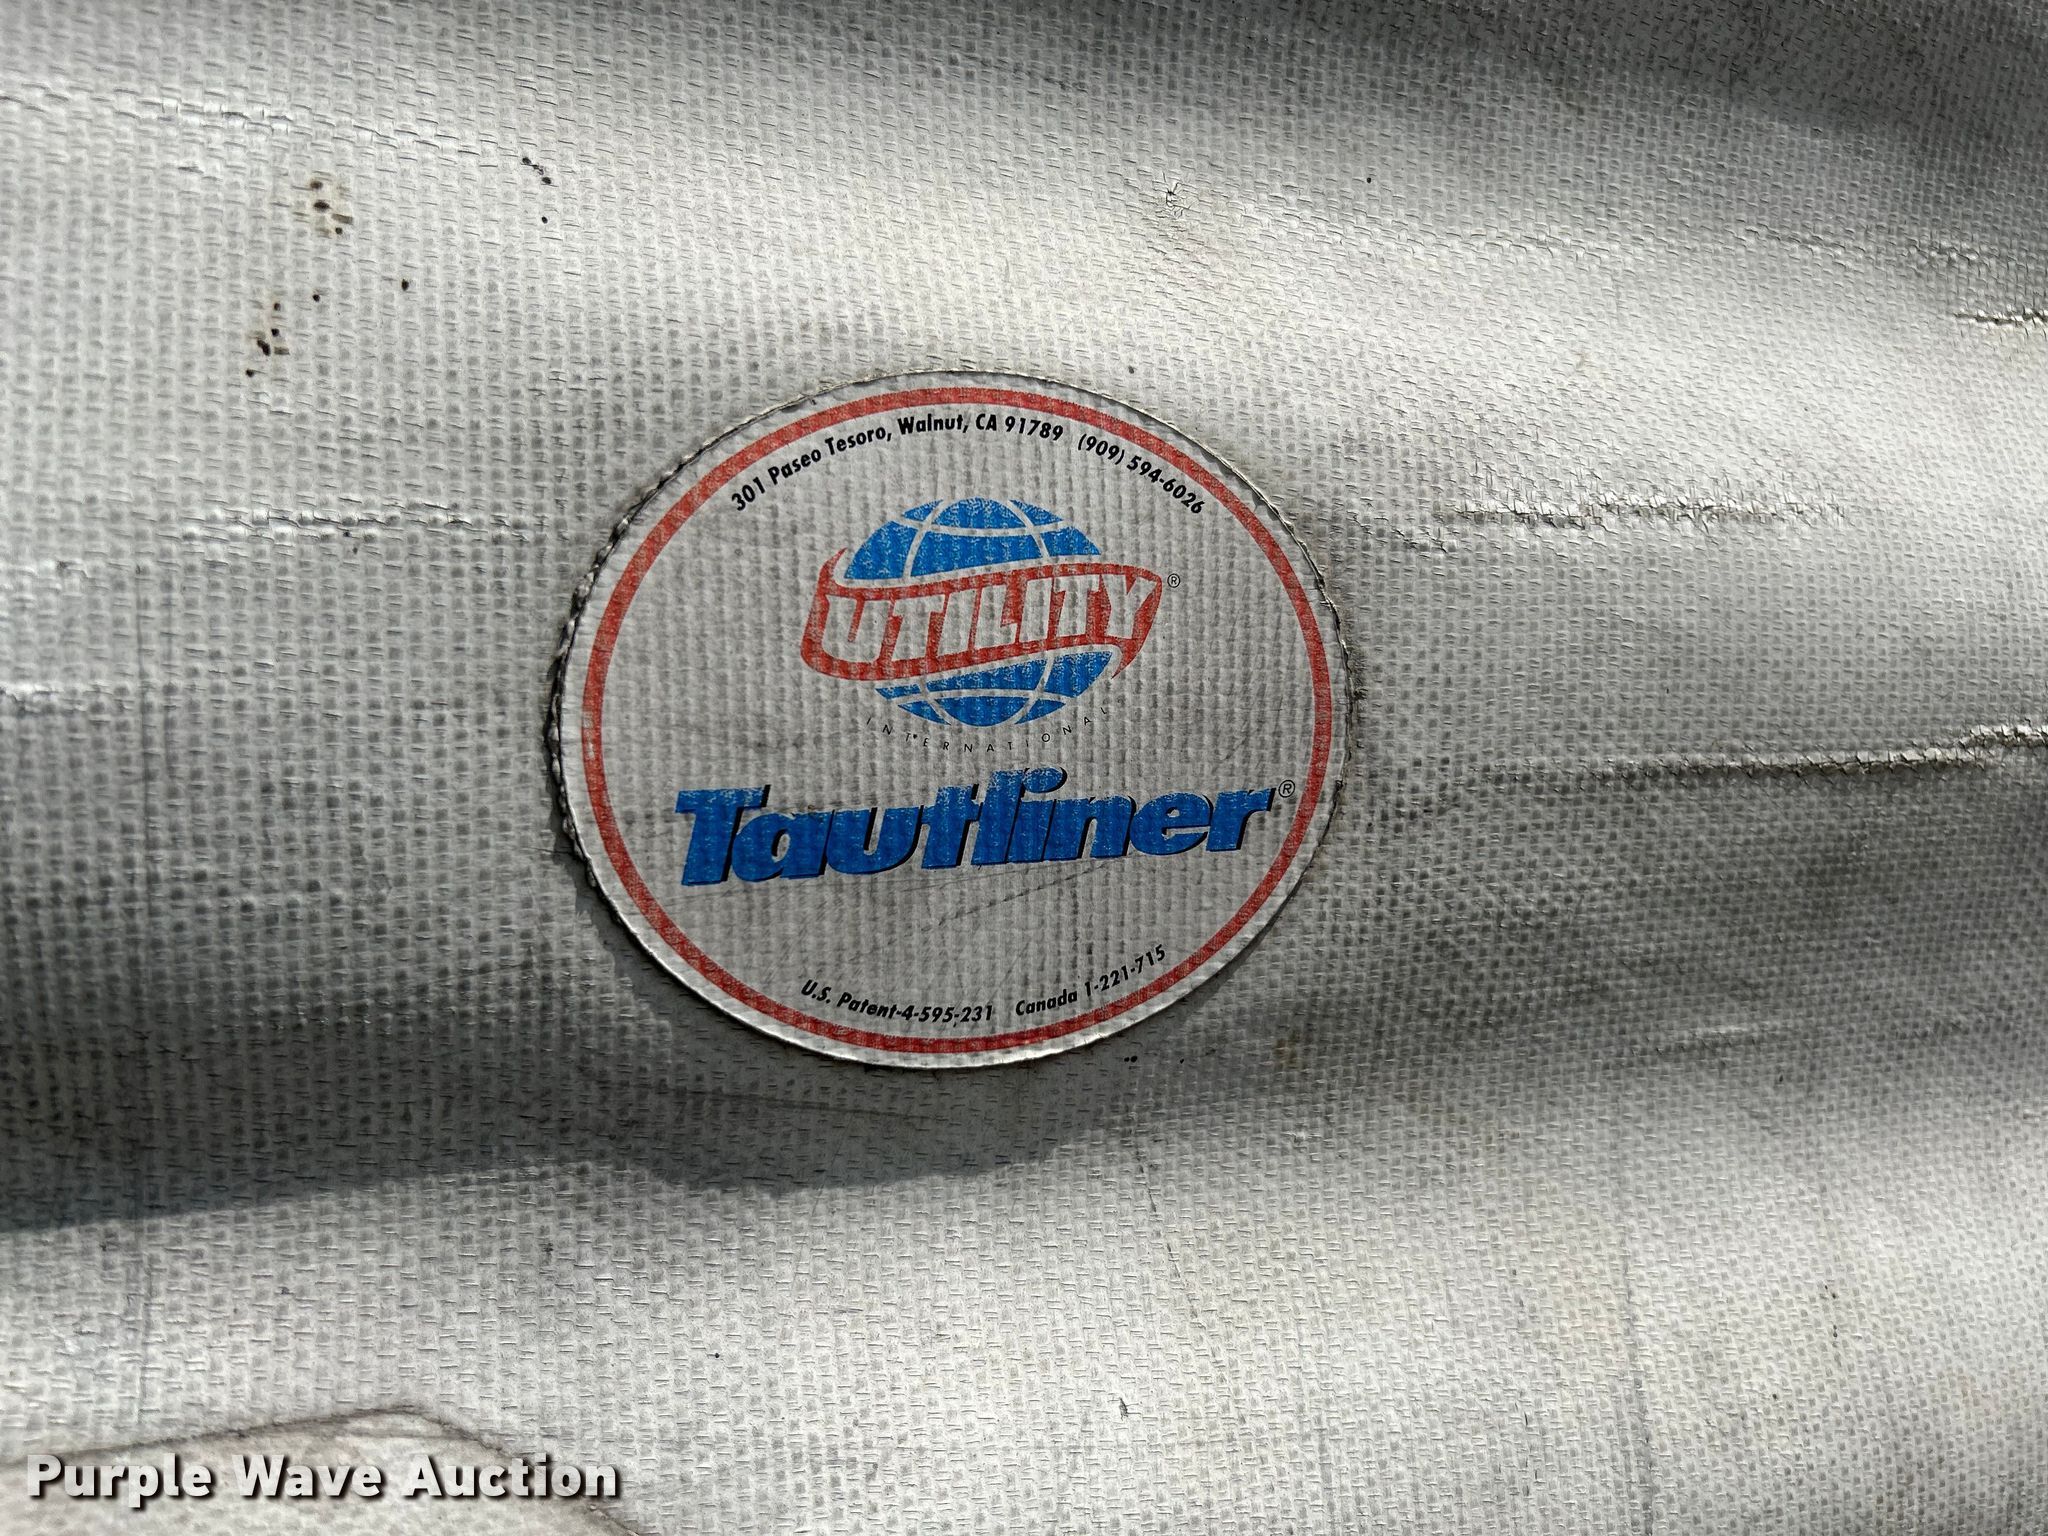 301 Paseo Tesoro, Walnut, CA 91789 (909) 594-6026
UTILITY®
INTERNATIONAL
Tautliner®
U.S. Patent-4-595-231 Canada 1-221-715
Purple Wave Auction